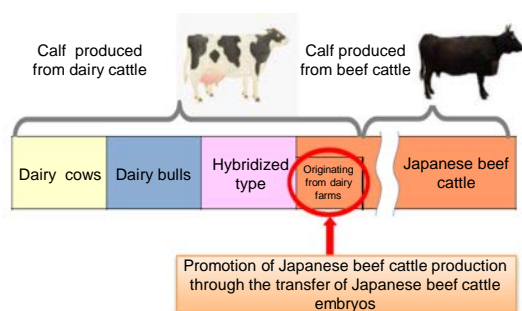 Calf produced
from dairy cattle
Calf produced
from beef cattle
Dairy cows
Dairy bulls
Hybridized
type
Originating
from dairy
farms
Japanese beef
cattle
Promotion of Japanese beef cattle production
through the transfer of Japanese beef cattle
embryos